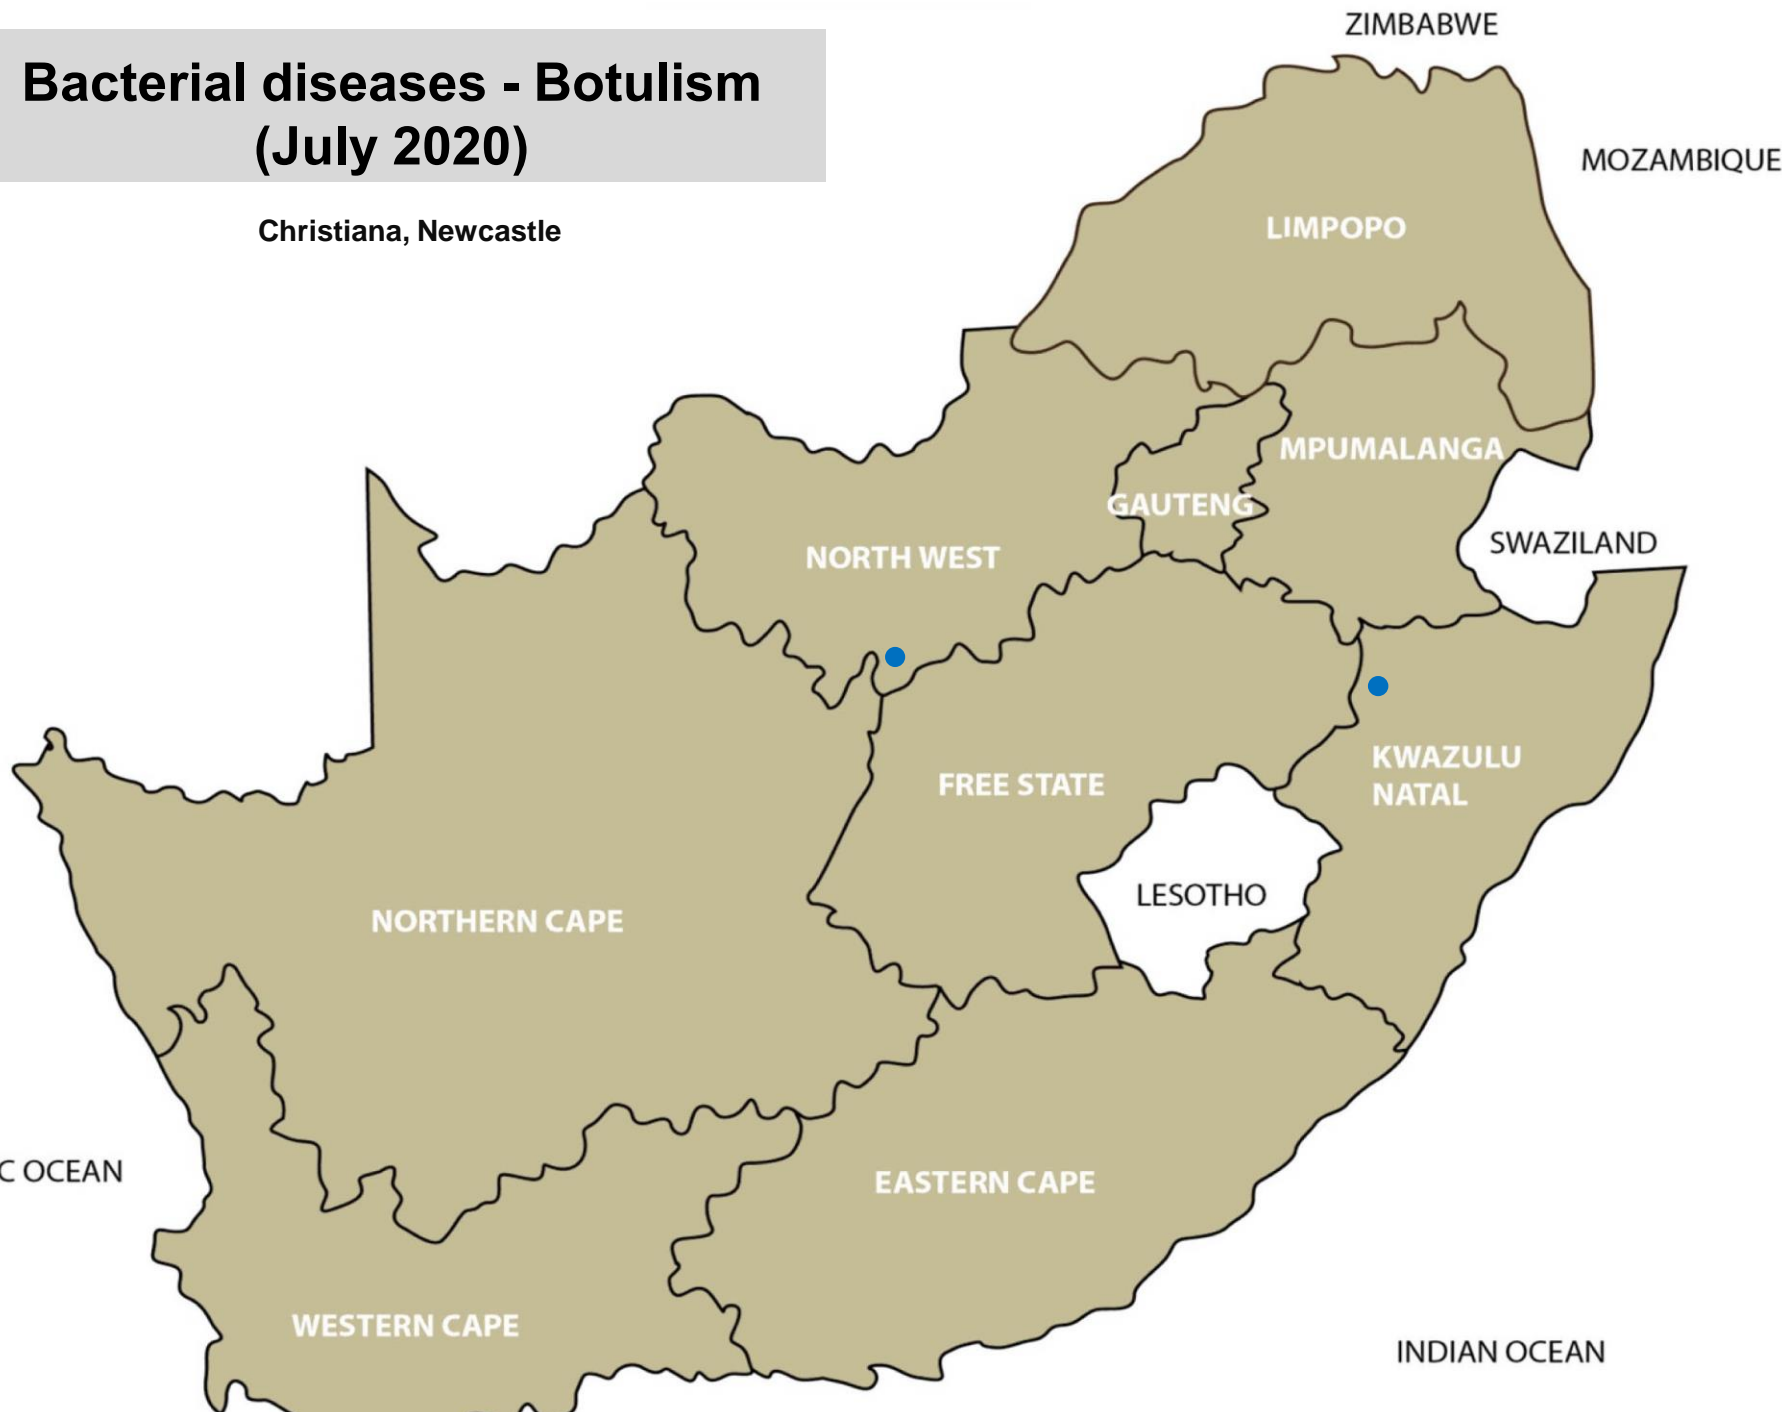 ZIMBABWE
Bacterial diseases - Botulism
(July 2020)
MOZAMBIQUE
Christiana, Newcastle
LIMPOPO
MPUMALANGA
GAUTENG
SWAZILAND
NORTH WEST
KWAZULU
NATAL
FREE STATE
LESOTHO
NORTHERN CAPE
C OCEAN
EASTERN CAPE
WESTERN CAPE
INDIAN OCEAN